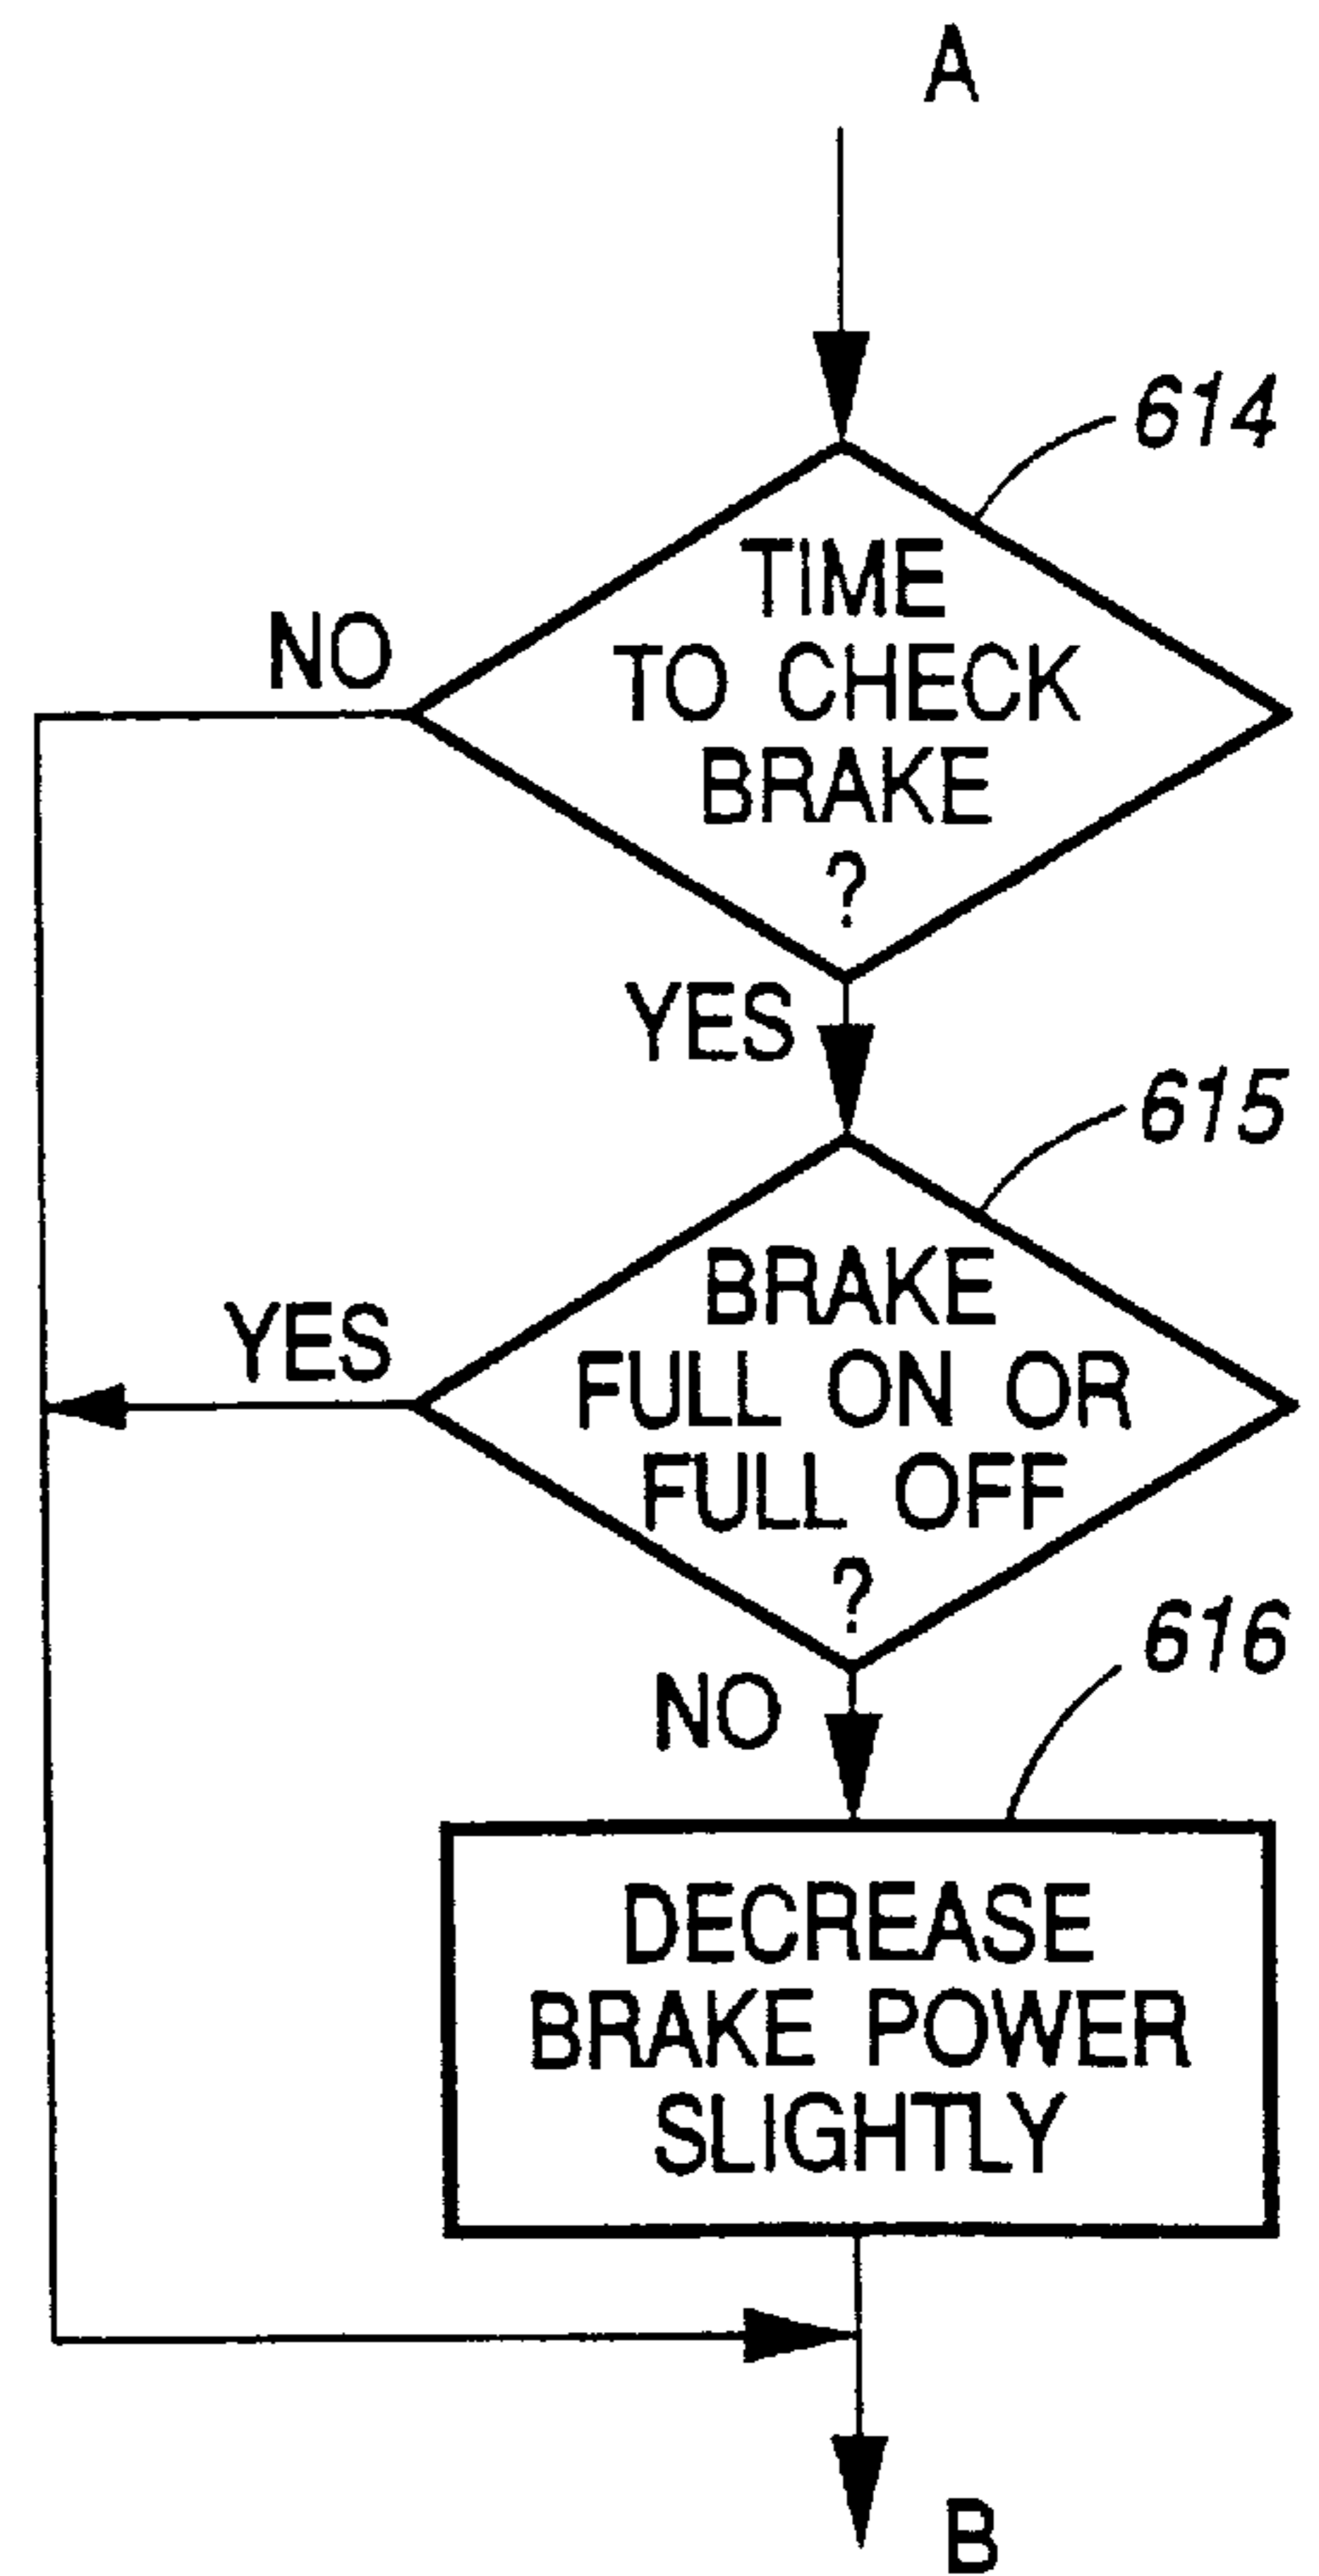 A
614
TIME
TO CHECK
BRAKE
?
NO
YES
615
BRAKE
FULL ON OR
FULL OFF
?
YES
616
NO
DECREASE
BRAKE POWER
SLIGHTLY
B